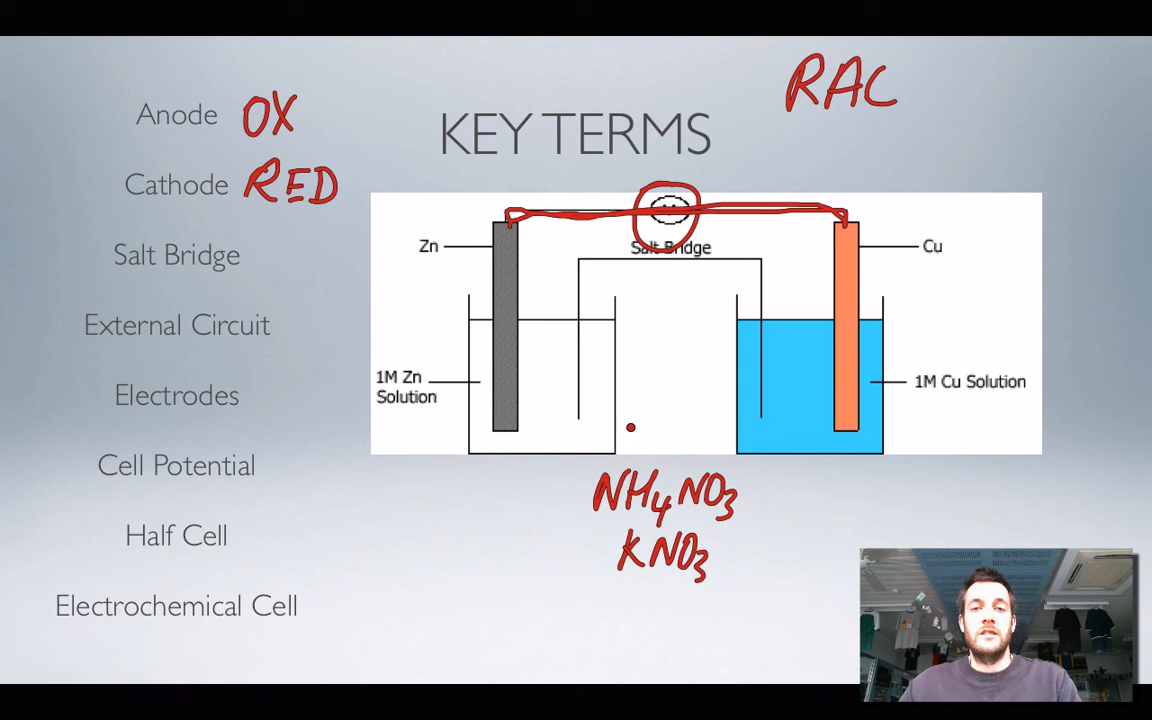 RAC
KEY TERMS
Anode OX
Cathode RED
Salt Bridge
External Circuit
Electrodes
Cell Potential
Half Cell
Electrochemical Cell
Salt Bridge
Zn
Cu
1M Zn
Solution
1M Cu Solution
NH4NO3
KNO3